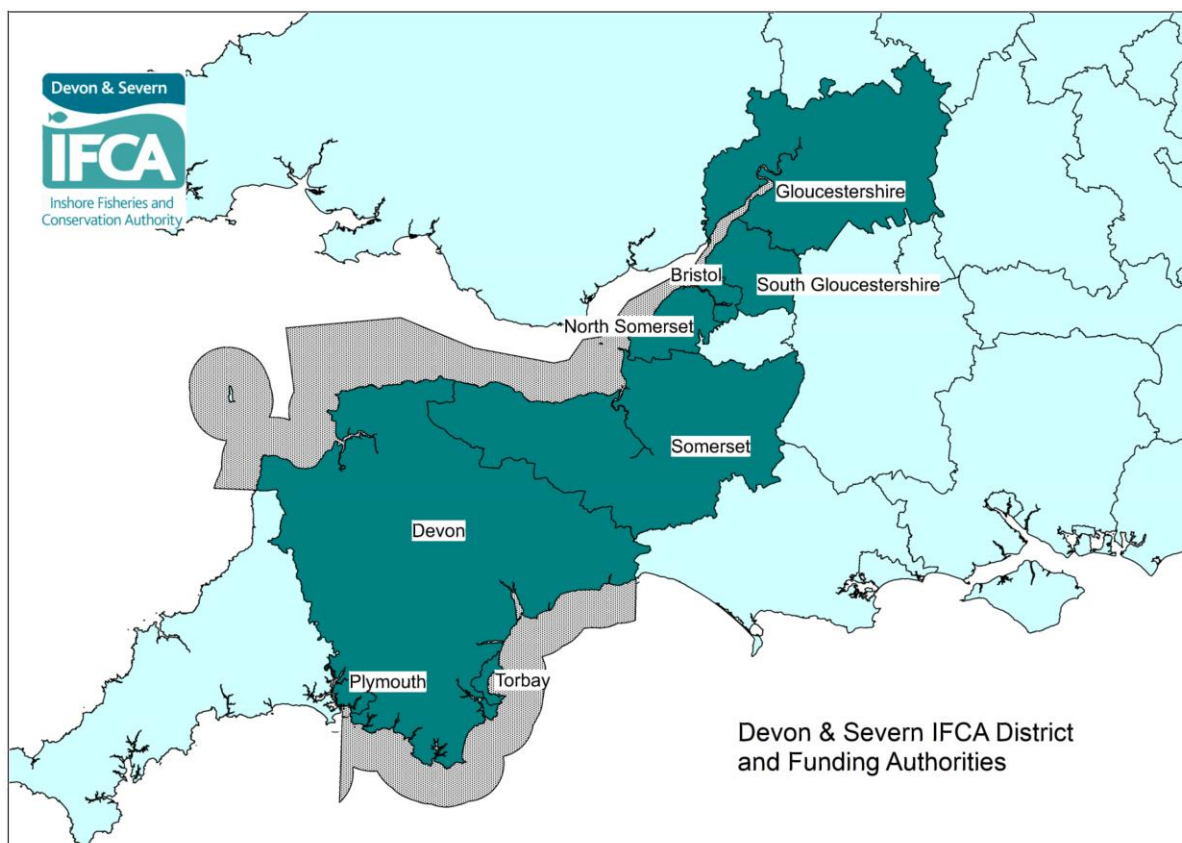 Devon & Severn
IFCA
Inshore Fisheries and
Conservation Authority
Gloucestershire
Bristol
South Gloucestershire
North Somerset
Somerset
Devon
Plymouth
Torbay
Devon & Severn IFCA District
and Funding Authorities